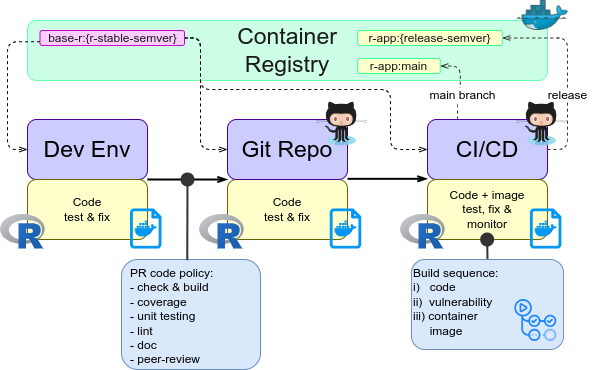 base-r:{r-stable-semver}
Container
Registry
r-app:{release-semver}
r-app:main
main branch
release
Dev Env
Git Repo
CI/CD
Code
test & fix
Code
test & fix
Code + image
test, fix &
monitor
R
R
R
PR code policy:
- check & build
- coverage
- unit testing
- lint
- doc
- peer-review
Build sequence:
i) code
ii) vulnerability
iii) container
image